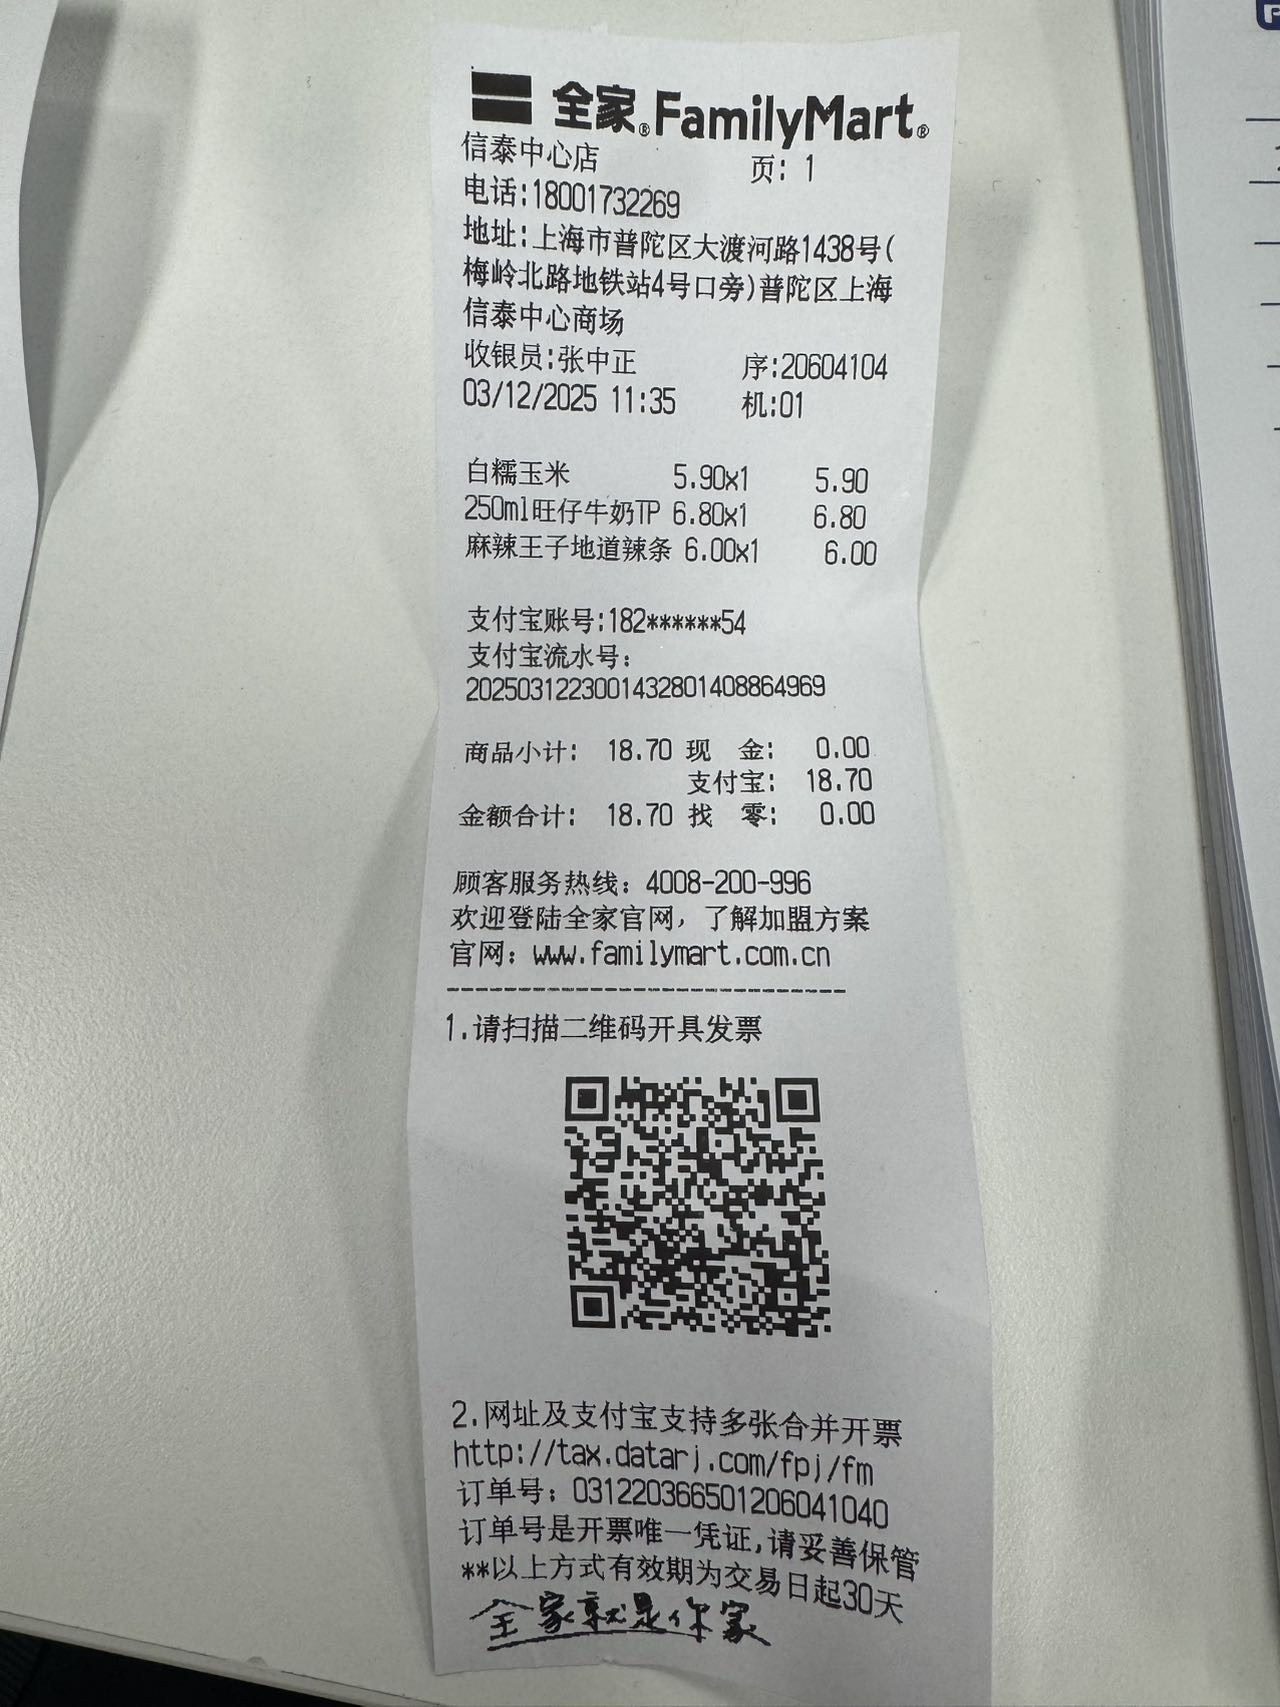 全家® FamilyMart®
信泰中心店 页: 1
电话:18001732269
地址:上海市普陀区大渡河路1438号(
梅岭北路地铁站4号口旁)普陀区上海
信泰中心商场
收银员:张中正 序:20604104
03/12/2025 11:35 机:01
白糯玉米 5.90x1 5.90
250ml旺仔牛奶TP 6.80x1 6.80
麻辣王子地道辣条 6.00x1 6.00
支付宝账号:182******54
支付宝流水号:
2025031222300143280140886​4969
商品小计: 18.70 现 金: 0.00
支付宝: 18.70
金额合计: 18.70 找 零: 0.00
顾客服务热线: 4008-200-996
欢迎登陆全家官网, 了解加盟方案
官网: www.familymart.com.cn
--------------------------------------------
1.请扫描二维码开具发票
2.网址及支付宝支持多张合并开票
http://tax.datarj.com/fpj/fm
订单号: 031220366501206041040
订单号是开票唯一凭证,请妥善保管
**以上方式有效期为交易日起30天
全家就是你家